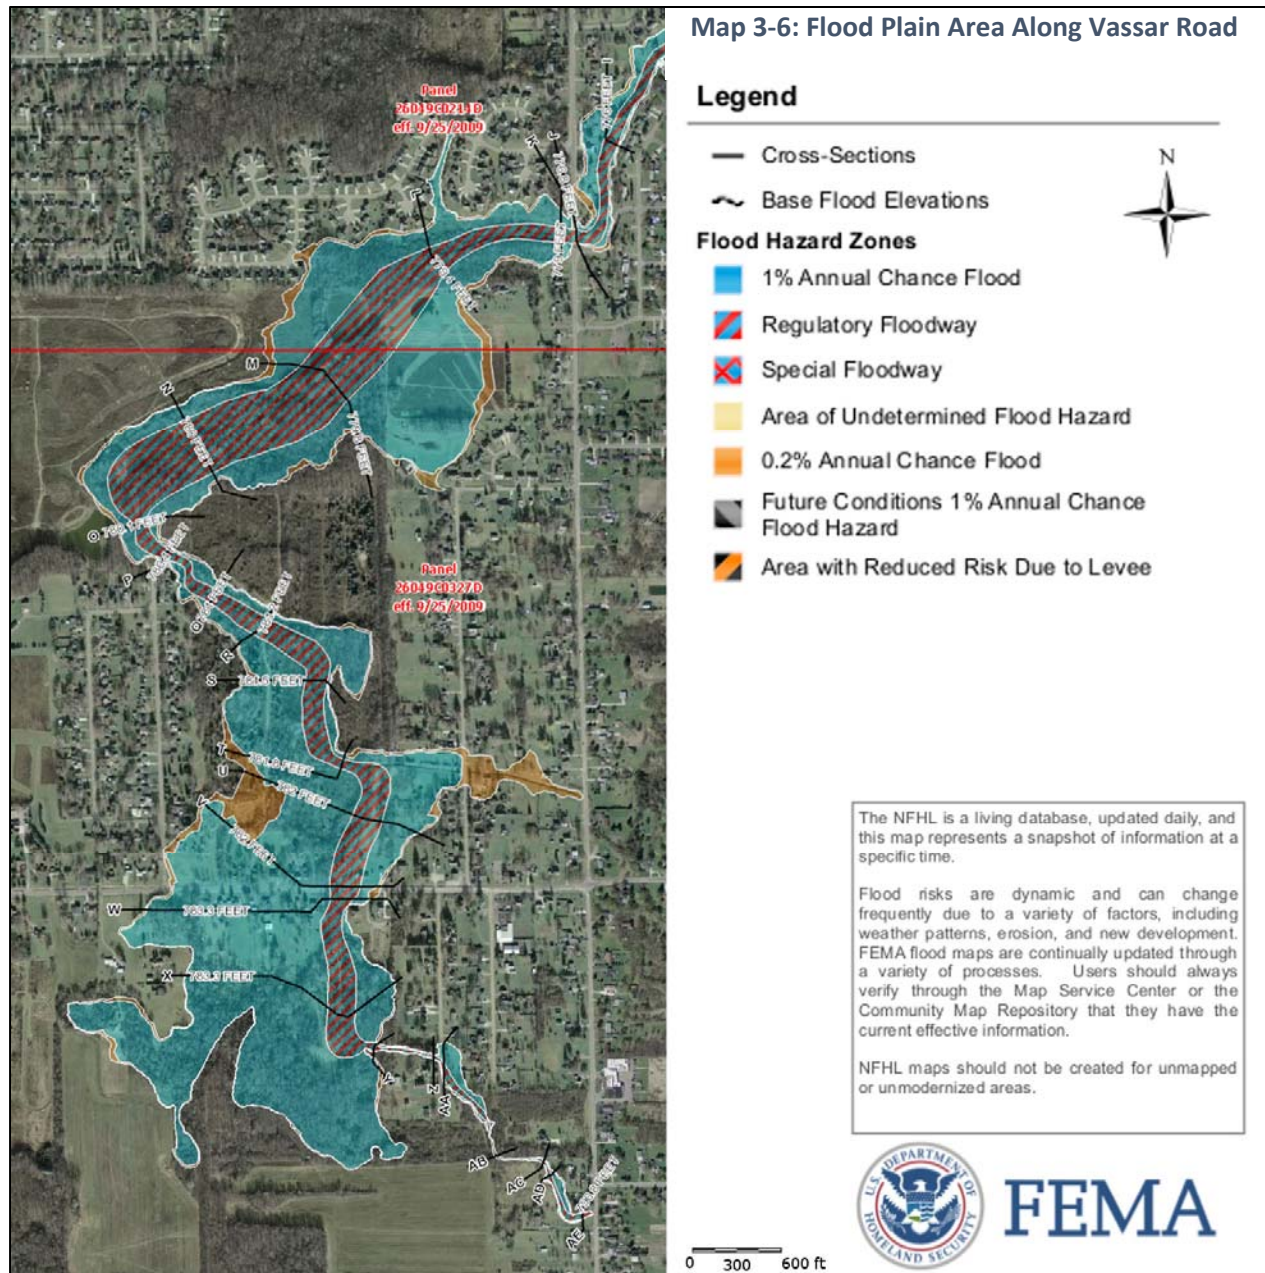 Map 3-6: Flood Plain Area Along Vassar Road
Legend
Cross-Sections
Base Flood Elevations
Flood Hazard Zones
1% Annual Chance Flood
Regulatory Floodway
Special Floodway
Area of Undetermined Flood Hazard
0.2% Annual Chance Flood
Future Conditions 1% Annual Chance
Flood Hazard
Area with Reduced Risk Due to Levee
N
Panel
26049C0214D
eff. 9/25/2009
I
J
K
L
M
N
O
P
Panel
26049C0327D
eff. 9/25/2009
Q
R
S
T
U
V
W
763.3 FEET
X
763.3 FEET
Y
Z
AA
AB
AC
AD
AE
The NFHL is a living database, updated daily, and
this map represents a snapshot of information at a
specific time.
Flood risks are dynamic and can change
frequently due to a variety of factors, including
weather patterns, erosion, and new development.
FEMA flood maps are continually updated through
a variety of processes. Users should always
verify through the Map Service Center or the
Community Map Repository that they have the
current effective information.
NFHL maps should not be created for unmapped
or unmodernized areas.
U.S. DEPARTMENT OF
HOMELAND SECURITY
FEMA
0 300 600 ft